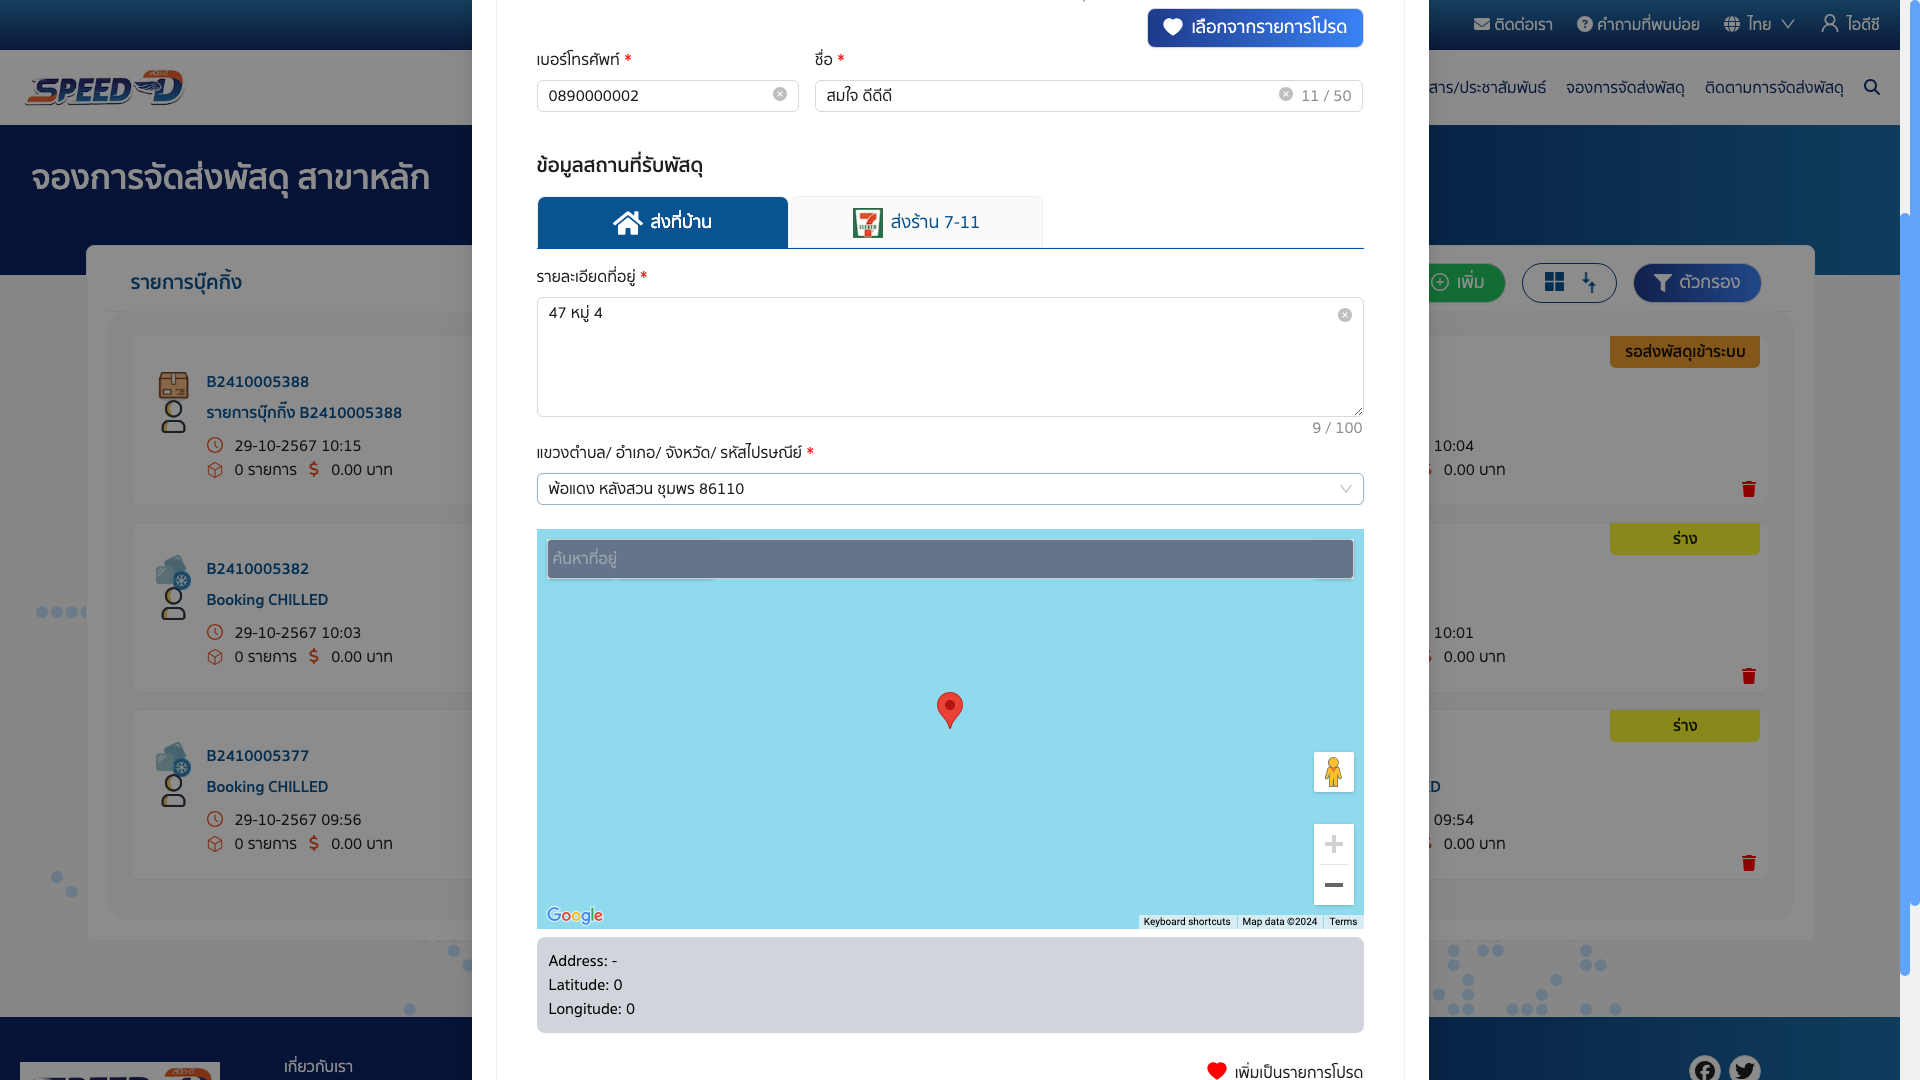 ติดต่อเรา
คำถามที่พบบ่อย
ไทย
ไอดีซี
SPEED-D
สาร/ประชาสัมพันธ์
จองการจัดส่งพัสดุ
ติดตามการจัดส่งพัสดุ
จองการจัดส่งพัสดุ สาขาหลัก
รายการบุ๊คกิ้ง
เพิ่ม
ตัวกรอง
B2410005388
รายการบุ๊กกิ๊ง B2410005388
29-10-2567 10:15
0 รายการ $ 0.00 บาท
B2410005382
Booking CHILLED
29-10-2567 10:03
0 รายการ $ 0.00 บาท
B2410005377
Booking CHILLED
29-10-2567 09:56
0 รายการ $ 0.00 บาท
เลือกจากรายการโปรด
เบอร์โทรศัพท์ *
ชื่อ *
0890000002
สมใจ ดีดีดี
11 / 50
ข้อมูลสถานที่รับพัสดุ
ส่งที่บ้าน
ส่งร้าน 7-11
รายละเอียดที่อยู่ *
47 หมู่ 4
9 / 100
แขวงตำบล/ อำเภอ/ จังหวัด/ รหัสไปรษณีย์ *
พ้อแดง หลังสวน ชุมพร 86110
ค้นหาที่อยู่
Google
Keyboard shortcuts
Map data ©2024
Terms
Address: -
Latitude: 0
Longitude: 0
เพิ่มเป็นรายการโปรด
รอส่งพัสดุเข้าระบบ
10:04
0.00 บาท
ร่าง
10:01
0.00 บาท
ร่าง
ED
09:54
0.00 บาท
เกี่ยวกับเรา